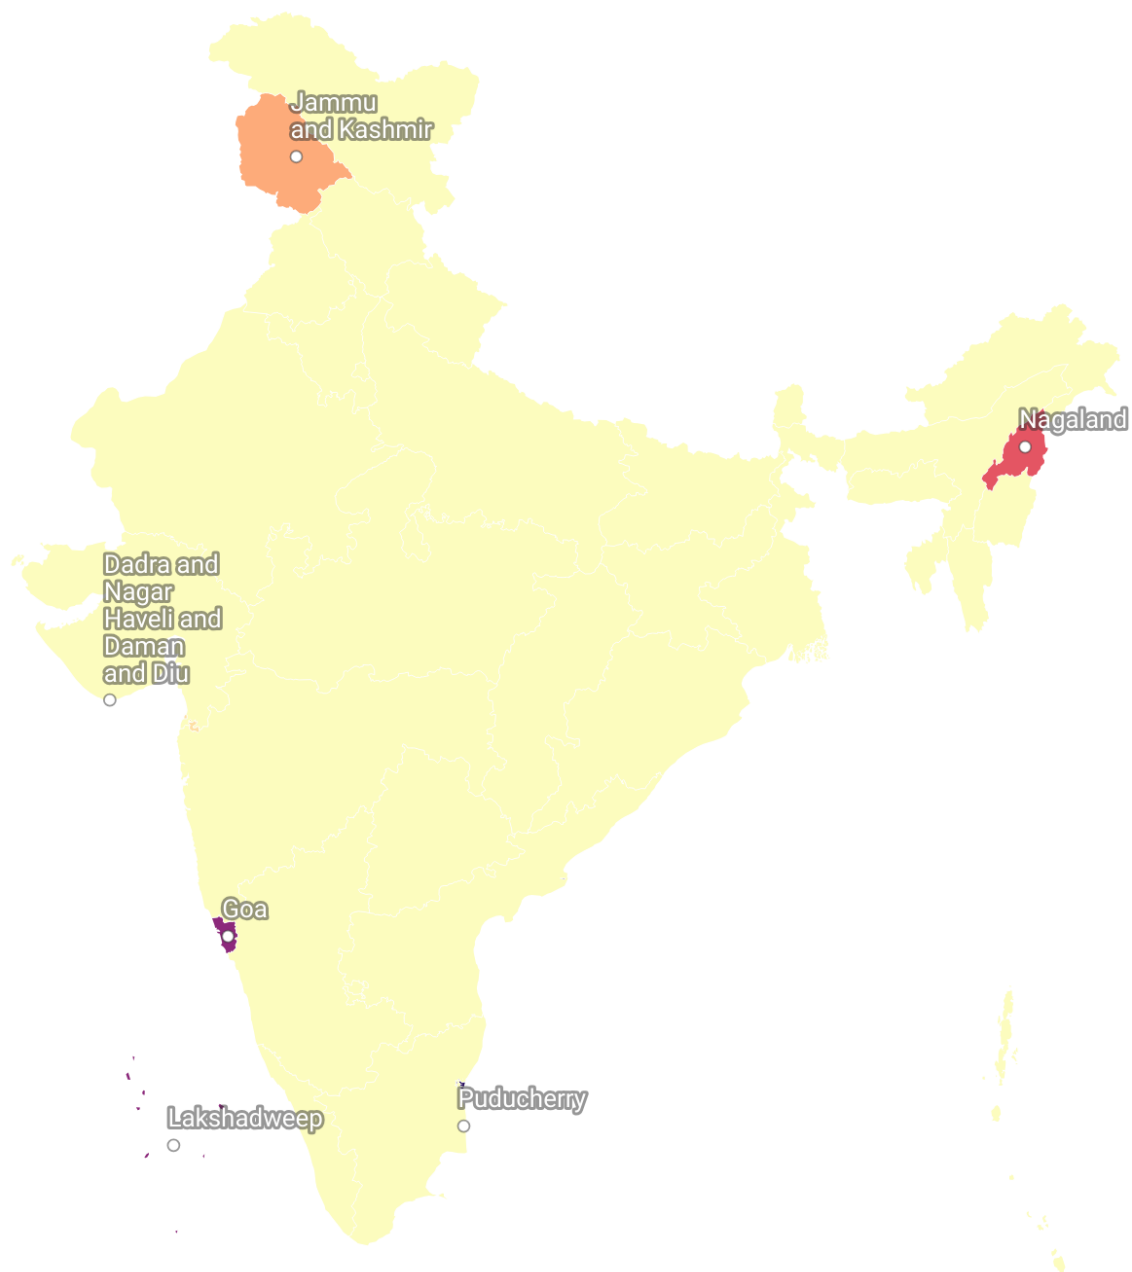 Jammu
and Kashmir
Nagaland
Dadra and
Nagar
Haveli and
Daman
and Diu
Goa
Puducherry
Lakshadweep